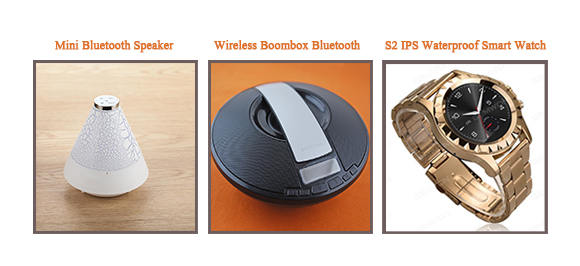 Mini Bluetooth Speaker
Wireless Boombox Bluetooth
S2 IPS Waterproof Smart Watch